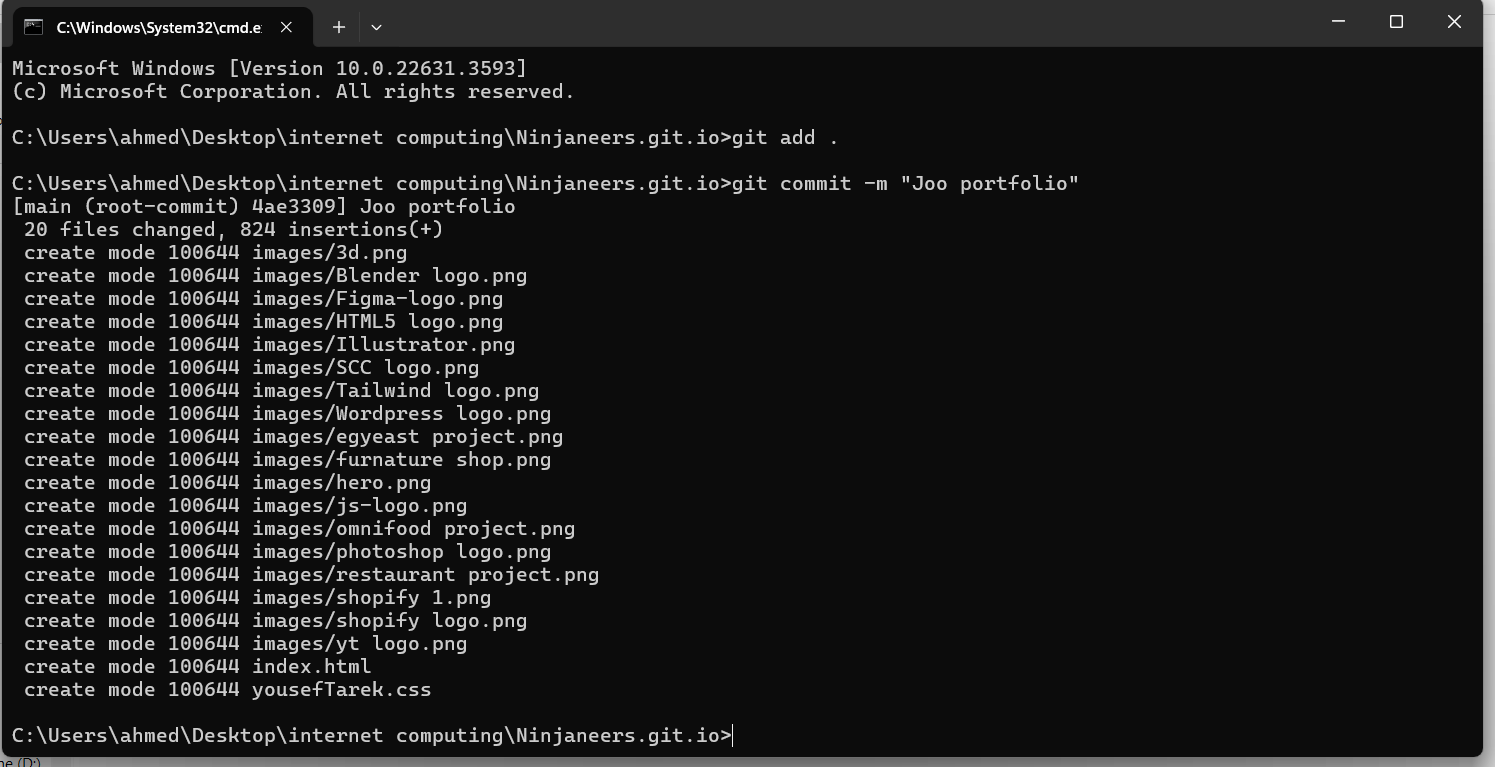 C:\Windows\System32\cmd.e
Microsoft Windows [Version 10.0.22631.3593]
(c) Microsoft Corporation. All rights reserved.
C:\Users\ahmed\Desktop\internet computing\Ninjaneers.git.io>git add .
C:\Users\ahmed\Desktop\internet computing\Ninjaneers.git.io>git commit -m "Joo portfolio"
[main (root-commit) 4ae3309] Joo portfolio
20 files changed, 824 insertions(+)
create mode 100644 images/3d.png
create mode 100644 images/Blender logo.png
create mode 100644 images/Figma-logo.png
create mode 100644 images/HTML5 logo.png
create mode 100644 images/Illustrator.png
create mode 100644 images/SCC logo.png
create mode 100644 images/Tailwind logo.png
create mode 100644 images/Wordpress logo.png
create mode 100644 images/egyeast project.png
create mode 100644 images/furnature shop.png
create mode 100644 images/hero.png
create mode 100644 images/js-logo.png
create mode 100644 images/omnifood project.png
create mode 100644 images/photoshop logo.png
create mode 100644 images/restaurant project.png
create mode 100644 images/shopify 1.png
create mode 100644 images/shopify logo.png
create mode 100644 images/yt logo.png
create mode 100644 index.html
create mode 100644 yousefTarek.css
C:\Users\ahmed\Desktop\internet computing\Ninjaneers.git.io>
(D:)